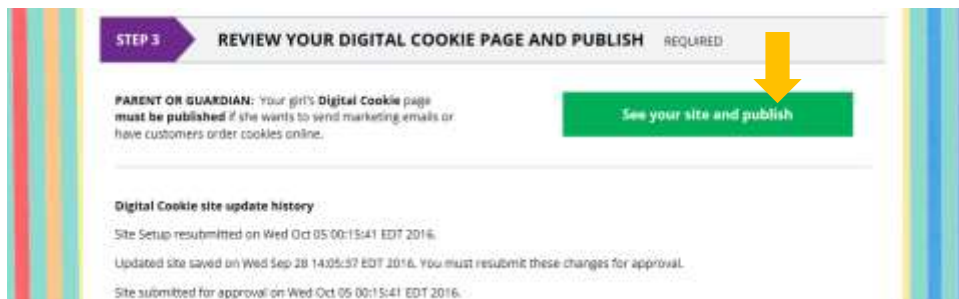 STEP 3 REVIEW YOUR DIGITAL COOKIE PAGE AND PUBLISH REQUIRED
PARENT OR GUARDIAN: Your girl's Digital Cookie page
must be published if she wants to send marketing emails or
have customers order cookies online.
See your site and publish
Digital Cookie site update history
Site Setup resubmitted on Wed Oct 05 00:15:41 EDT 2016.
Updated site saved on Wed Sep 28 14:05:37 EDT 2016. You must resubmit these changes for approval.
Site submitted for approval on Wed Oct 05 00:15:41 EDT 2016.